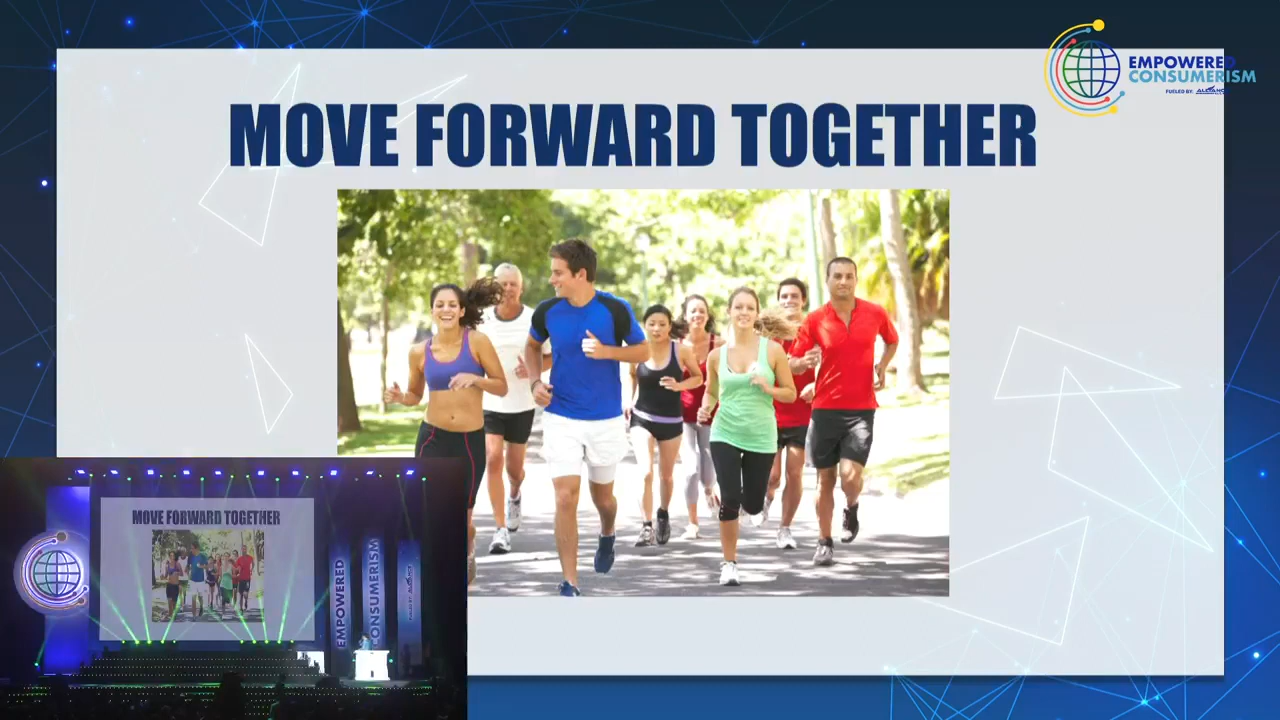 EMPOWERED
CONSUMERISM
FUELED BY:
MOVE FORWARD TOGETHER
MOVE FORWARD TOGETHER
EMPOWERED
CONSUMERISM